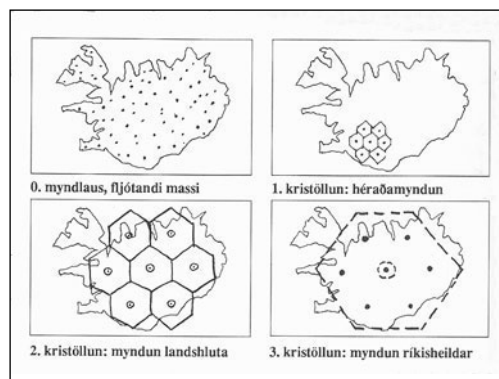 0. myndlaus, fljótandi massi
1. kristöllun: héraðamyndun
2. kristöllun: myndun landshluta
3. kristöllun: myndun ríkisheildar